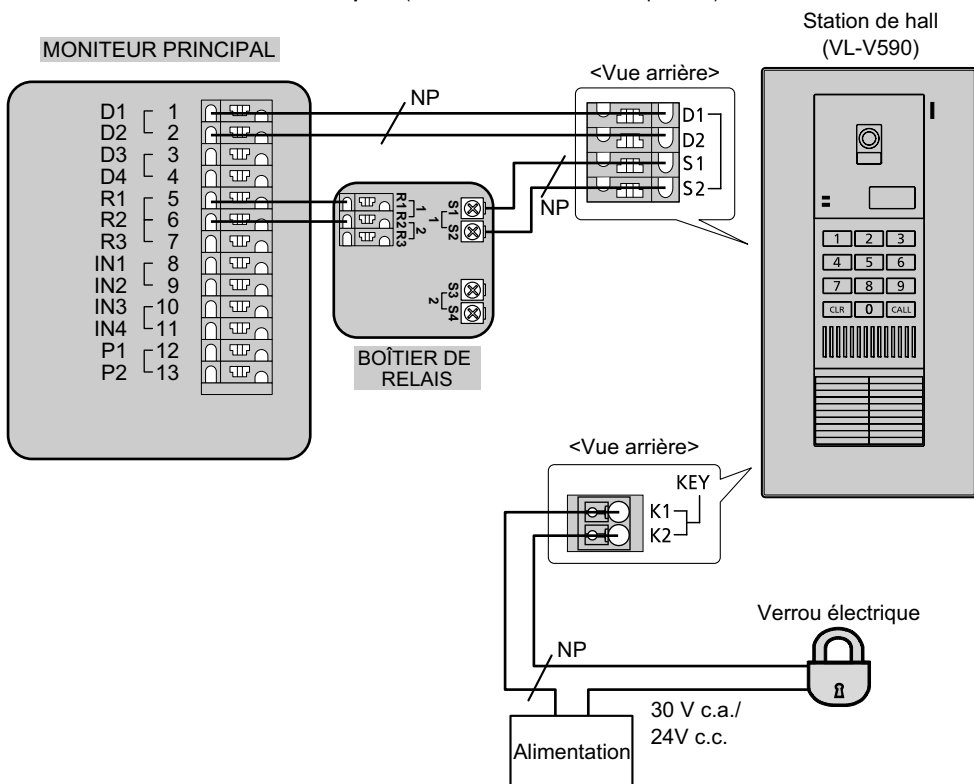 Station de hall
(VL-V590)
MONITEUR PRINCIPAL
<Vue arrière>
NP
D1 1
D2 2
D3 3
D4 4
R1 5
R2 6
R3 7
IN1 8
IN2 9
IN3 10
IN4 11
P1 12
P2 13
R1 R2 R3
1 2
S1
S2
1
S3
S4
2
BOÎTIER DE
RELAIS
NP
D1
D2
S1
S2
1 2 3
4 5 6
7 8 9
CLR 0 CALL
<Vue arrière>
KEY
K1
K2
Verrou électrique
NP
30 V c.a./
24V c.c.
Alimentation